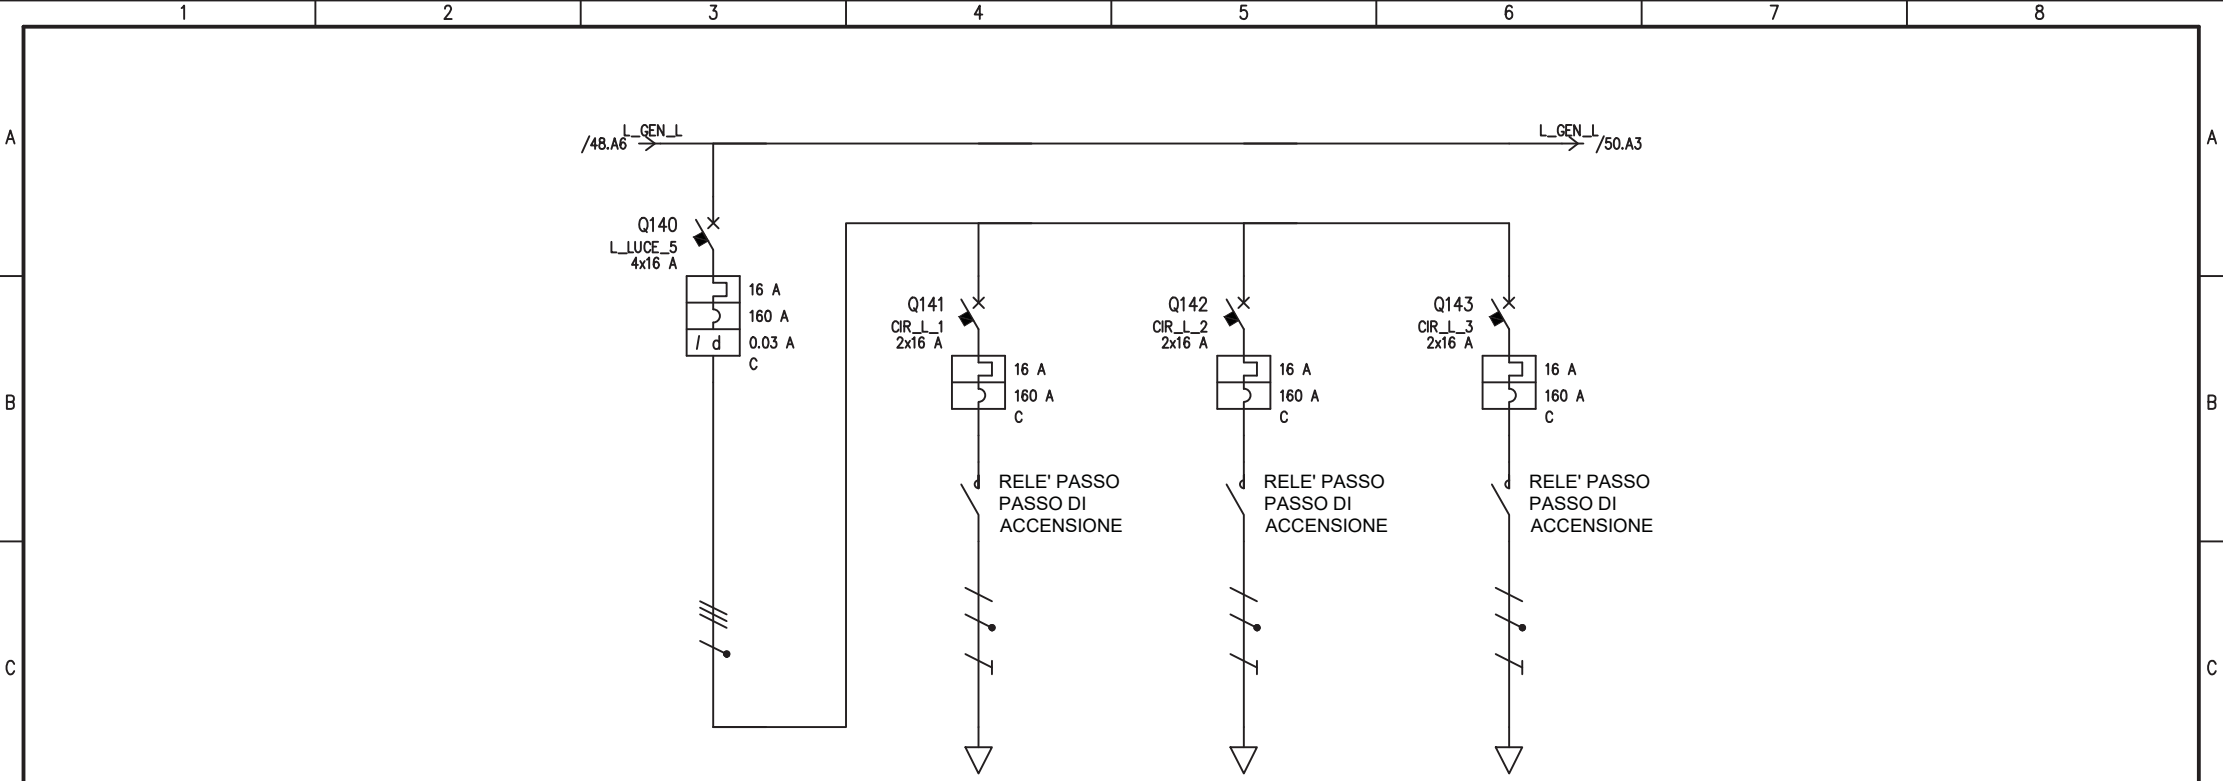 1 2 3 4 5 6 7 8
A A
L_GEN_L L_GEN_L
/48.A6 /50.A3
Q140
L_LUCE_5
4x16 A
16 A
160 A
I d 0.03 A
C
Q141 Q142 Q143
CIR_L_1 CIR_L_2 CIR_L_3
2x16 A 2x16 A 2x16 A
16 A 16 A 16 A
B 160 A 160 A 160 A B
C C C
RELE' PASSO RELE' PASSO RELE' PASSO
PASSO DI PASSO DI PASSO DI
ACCENSIONE ACCENSIONE ACCENSIONE
C C